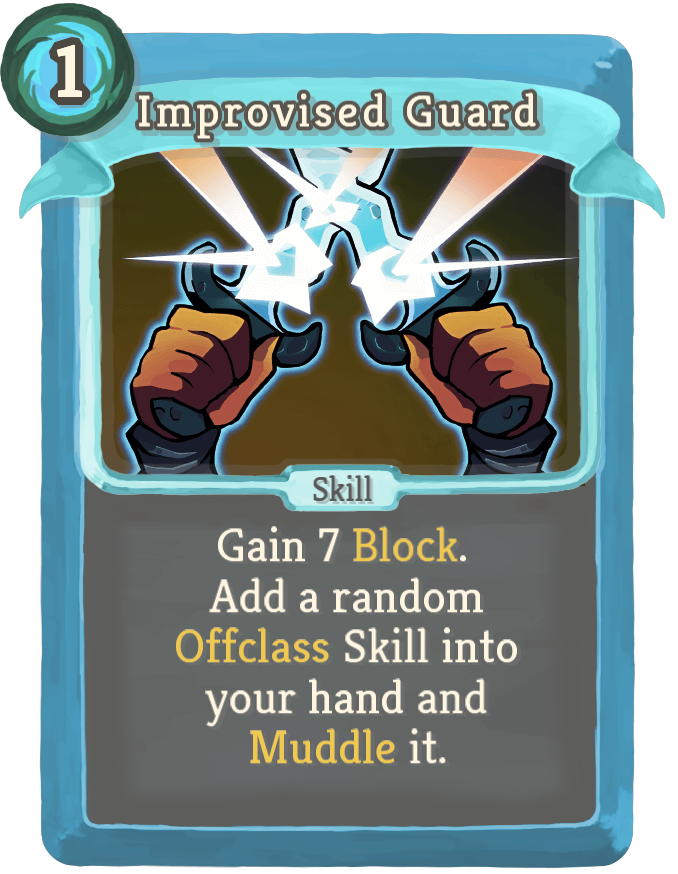 1
Improvised Guard
Skill
Gain 7 Block.
Add a random
Offclass Skill into
your hand and
Muddle it.